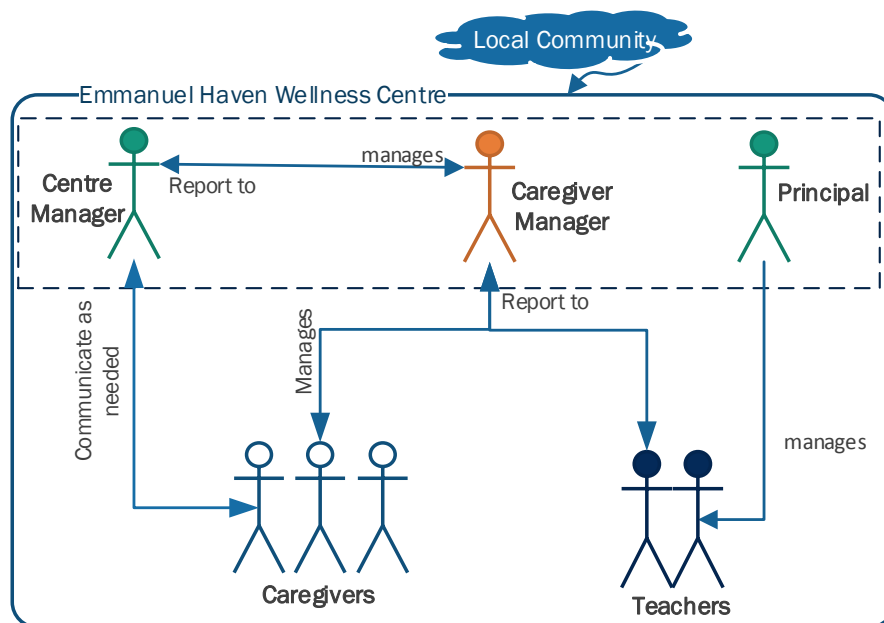 Local Community
Emmanuel Haven Wellness Centre
manages
Report to
Centre
Manager
Caregiver
Manager
Principal
Report to
Manages
Communicate as
needed
manages
Caregivers
Teachers